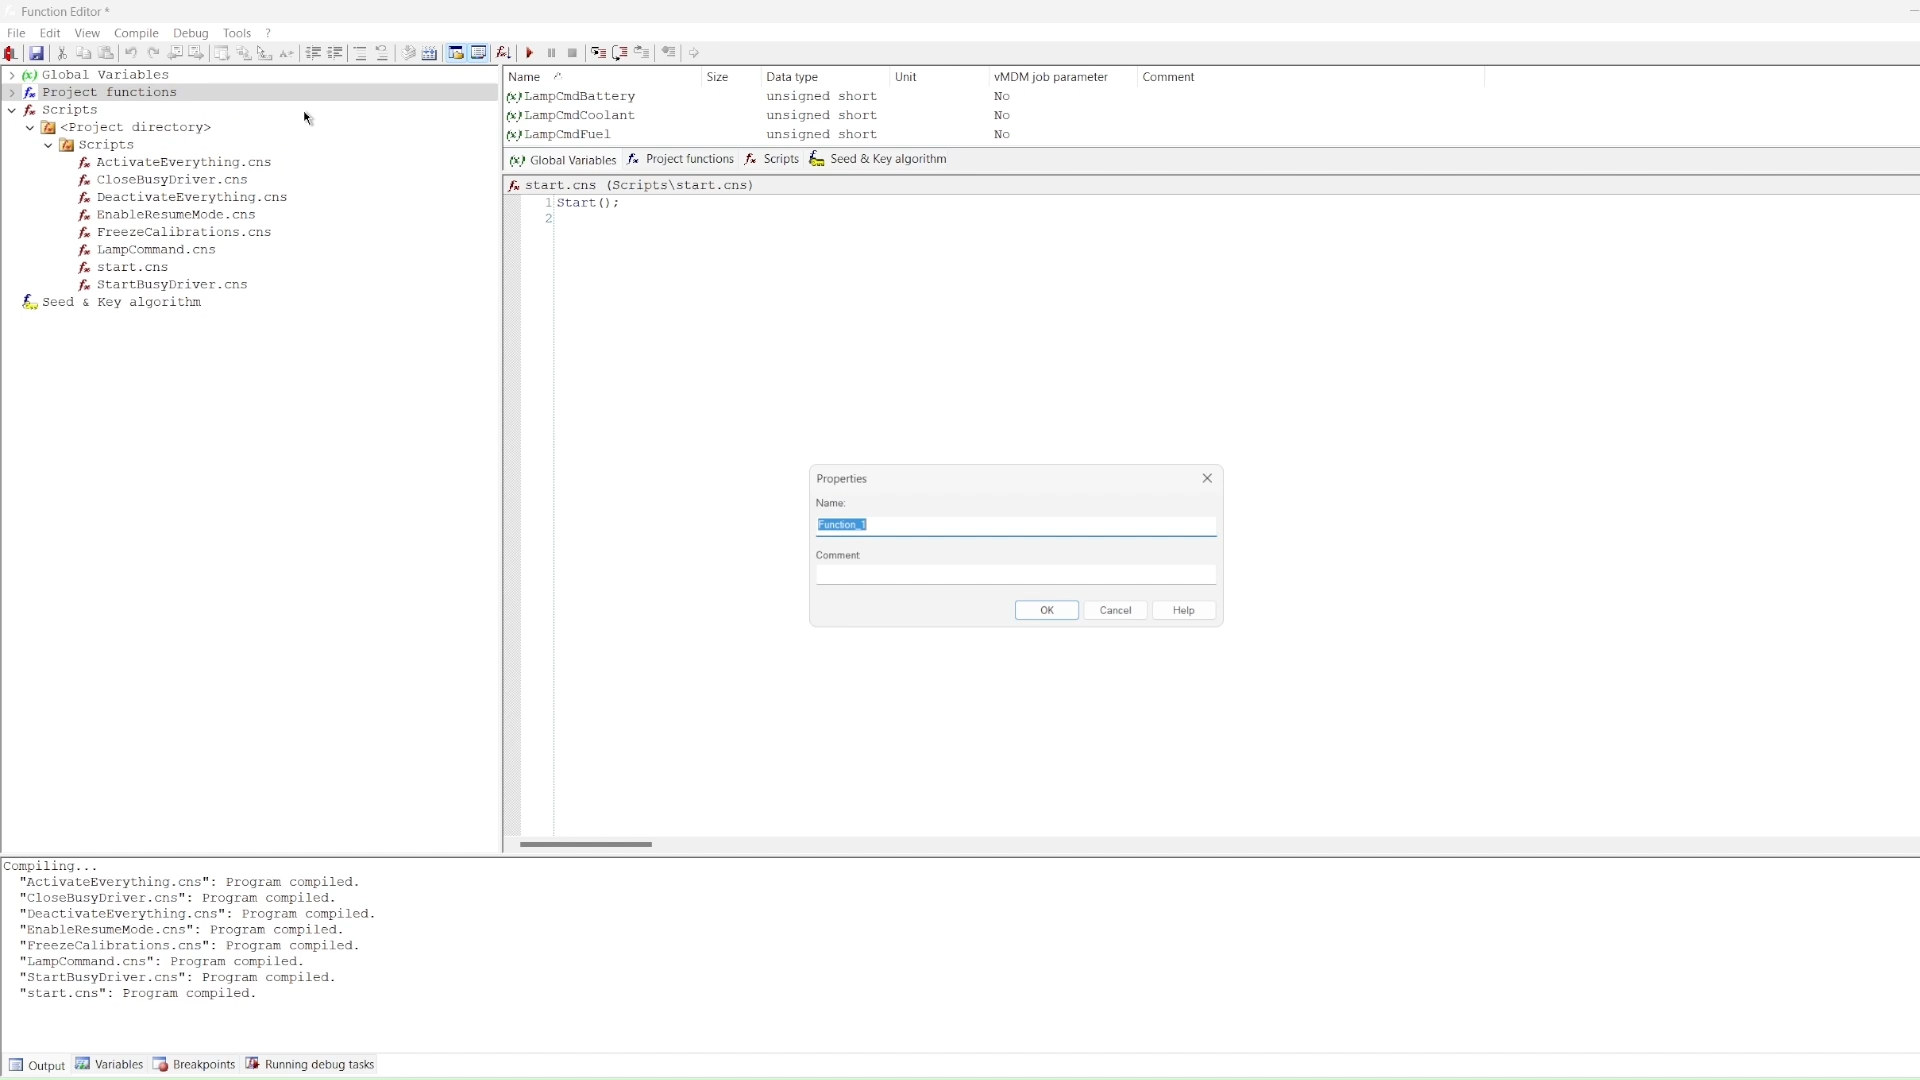 Function Editor *
File Edit View Compile Debug Tools ?
Global Variables
Project functions
Scripts
<Project directory>
Scripts
ActivateEverything.cns
CloseBusyDriver.cns
DeactivateEverything.cns
EnableResumeMode.cns
FreezeCalibrations.cns
LampCommand.cns
start.cns
StartBusyDriver.cns
Seed & Key algorithm
Name Size Data type Unit vMDM job parameter Comment
LampCmdBattery unsigned short No
LampCmdCoolant unsigned short No
LampCmdFuel unsigned short No
Global Variables Project functions Scripts Seed & Key algorithm
start.cns (Scripts\start.cns)
1 Start();
2
Properties
Name:
Function_1
Comment
OK Cancel Help
Compiling...
"ActivateEverything.cns": Program compiled.
"CloseBusyDriver.cns": Program compiled.
"DeactivateEverything.cns": Program compiled.
"EnableResumeMode.cns": Program compiled.
"FreezeCalibrations.cns": Program compiled.
"LampCommand.cns": Program compiled.
"StartBusyDriver.cns": Program compiled.
"start.cns": Program compiled.
Output Variables Breakpoints Running debug tasks